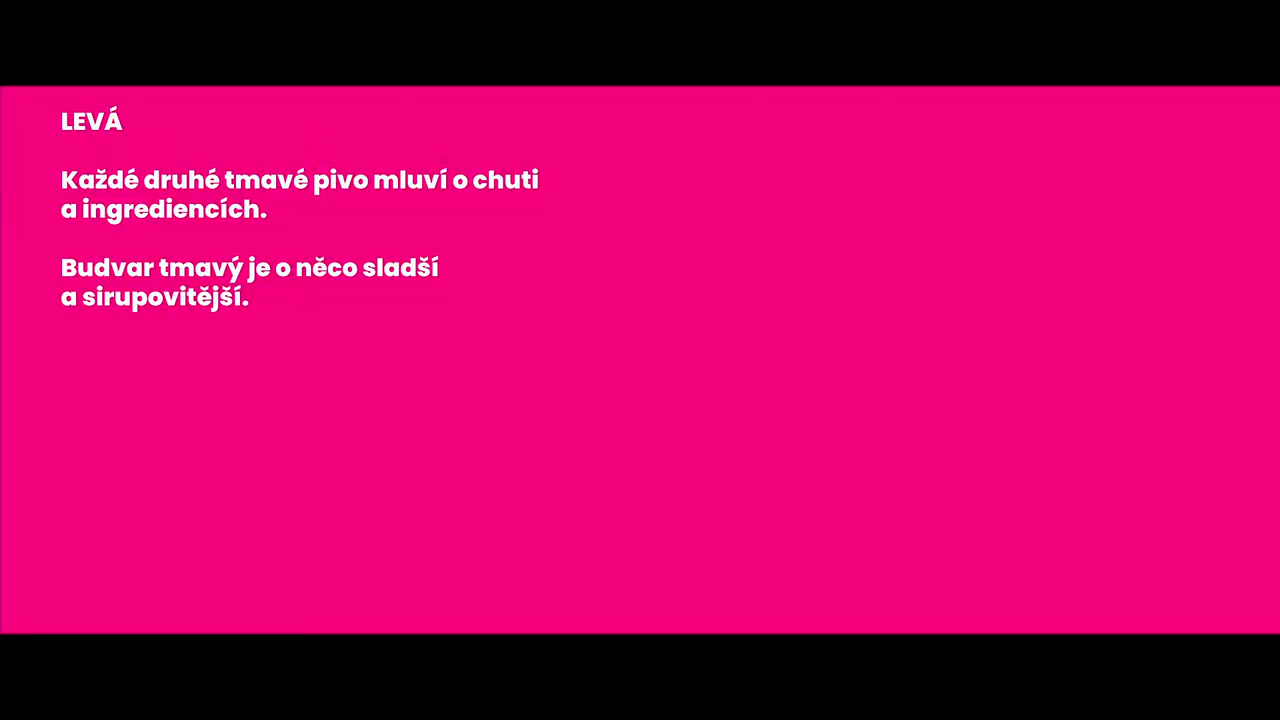 LEVÁ
Každé druhé tmavé pivo mluví o chuti
a ingrediencích.
Budvar tmavý je o něco sladší
a sirupovitější.